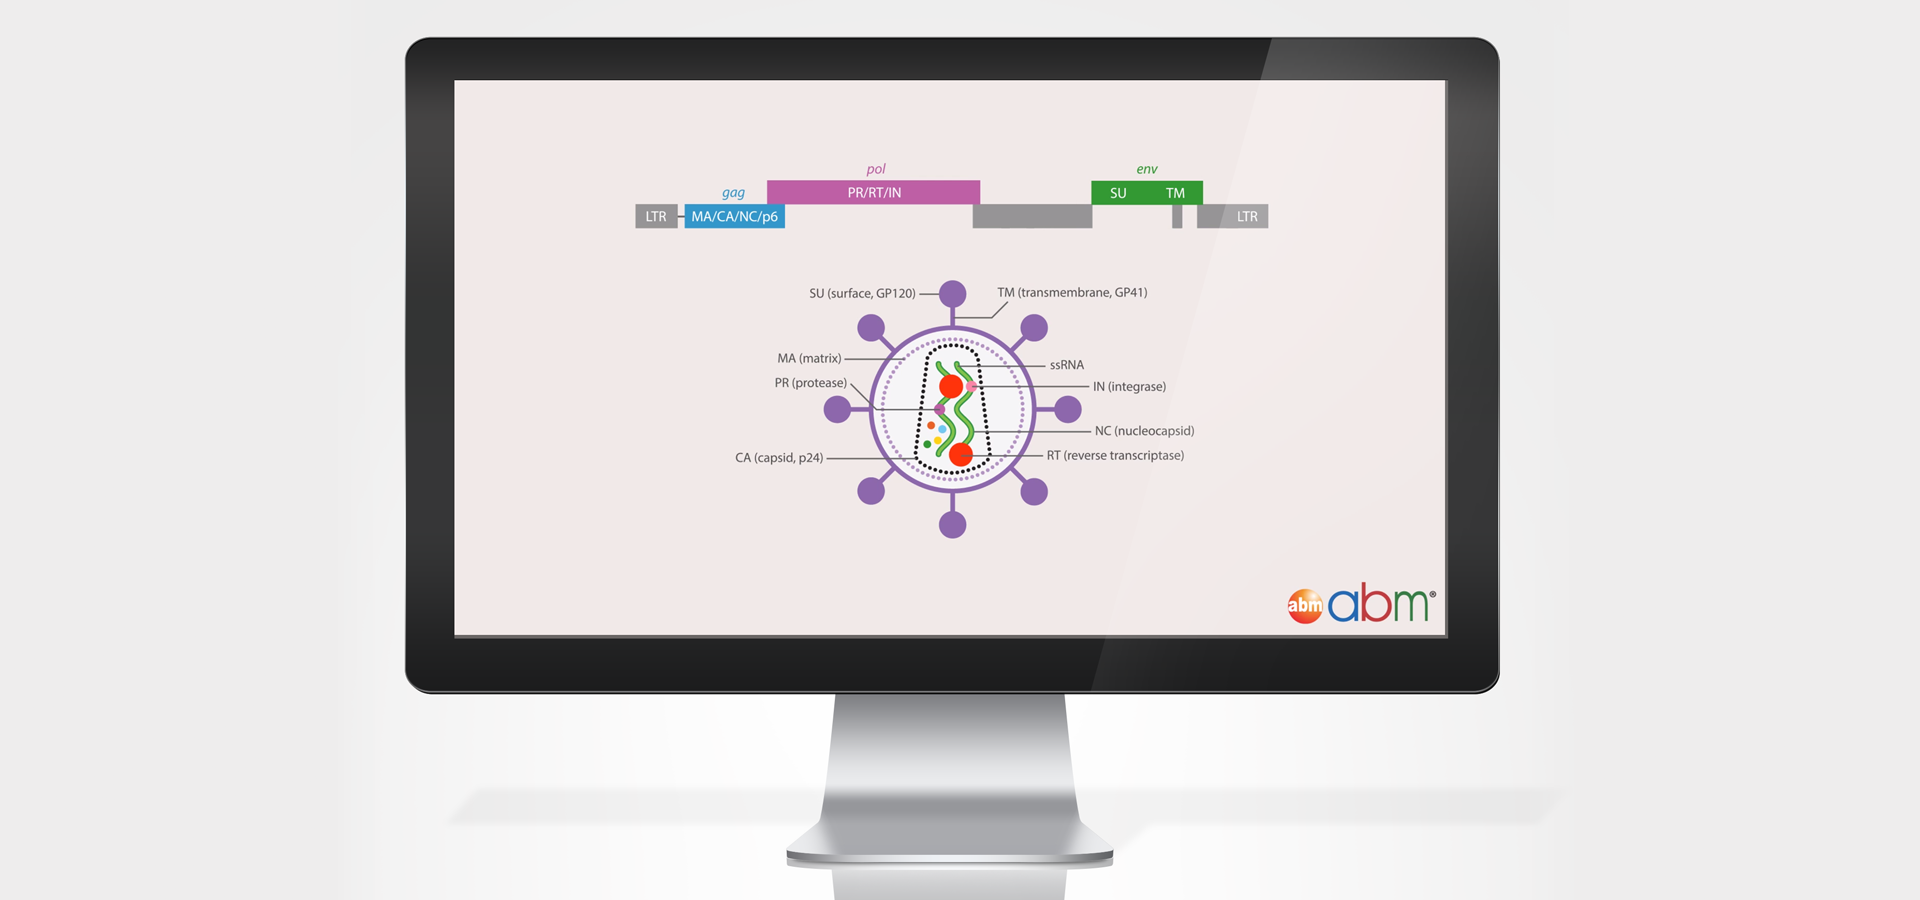 pol
env
gag
PR/RT/IN
SU TM
LTR
MA/CA/NC/p6
LTR
SU (surface, GP120)
TM (transmembrane, GP41)
MA (matrix)
ssRNA
PR (protease)
IN (integrase)
NC (nucleocapsid)
CA (capsid, p24)
RT (reverse transcriptase)
abm abm®